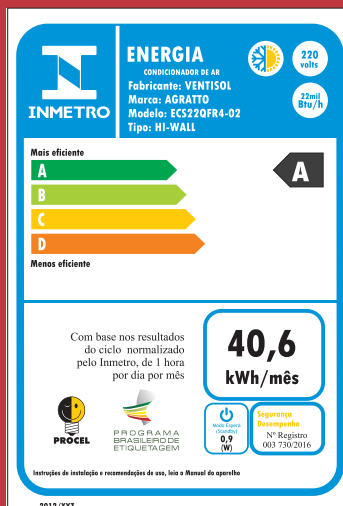 INMETRO
ENERGIA
CONDICIONADOR DE AR
Fabricante: VENTISOL
Marca: AGRATTO
Modelo: ECS22QFR4-02
Tipo: HI-WALL
220
volts
22mil
Btu/h
Mais eficiente
A
B
C
D
Menos eficiente
A
Com base nos resultados
do ciclo normalizado
pelo Inmetro, de 1 hora
por dia por mês
40,6
kWh/mês
PROCEL
PROGRAMA
BRASILEIRO DE
ETIQUETAGEM
Modo Espera
(Standby)
0,9
(W)
Segurança
Desempenho
Nº Registro
003 730/2016
Instruções de instalação e recomendações de uso, leia o Manual do aparelho